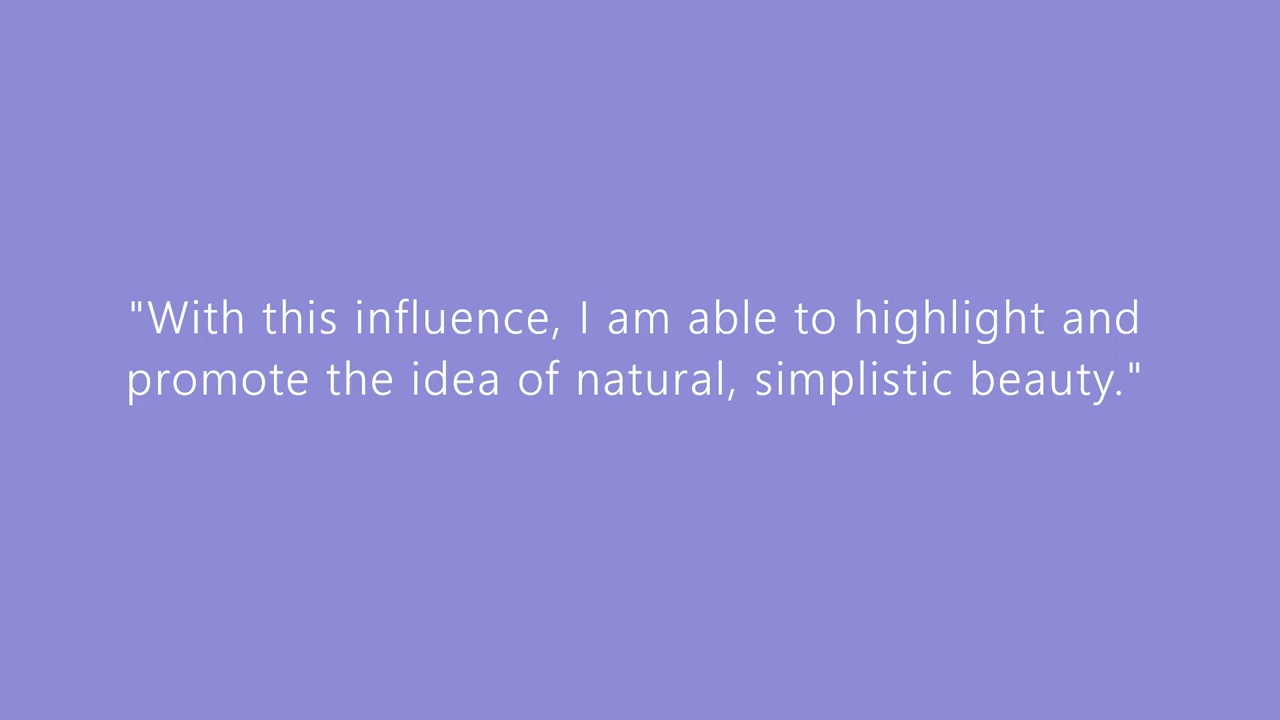 "With this influence, I am able to highlight and
promote the idea of natural, simplistic beauty."